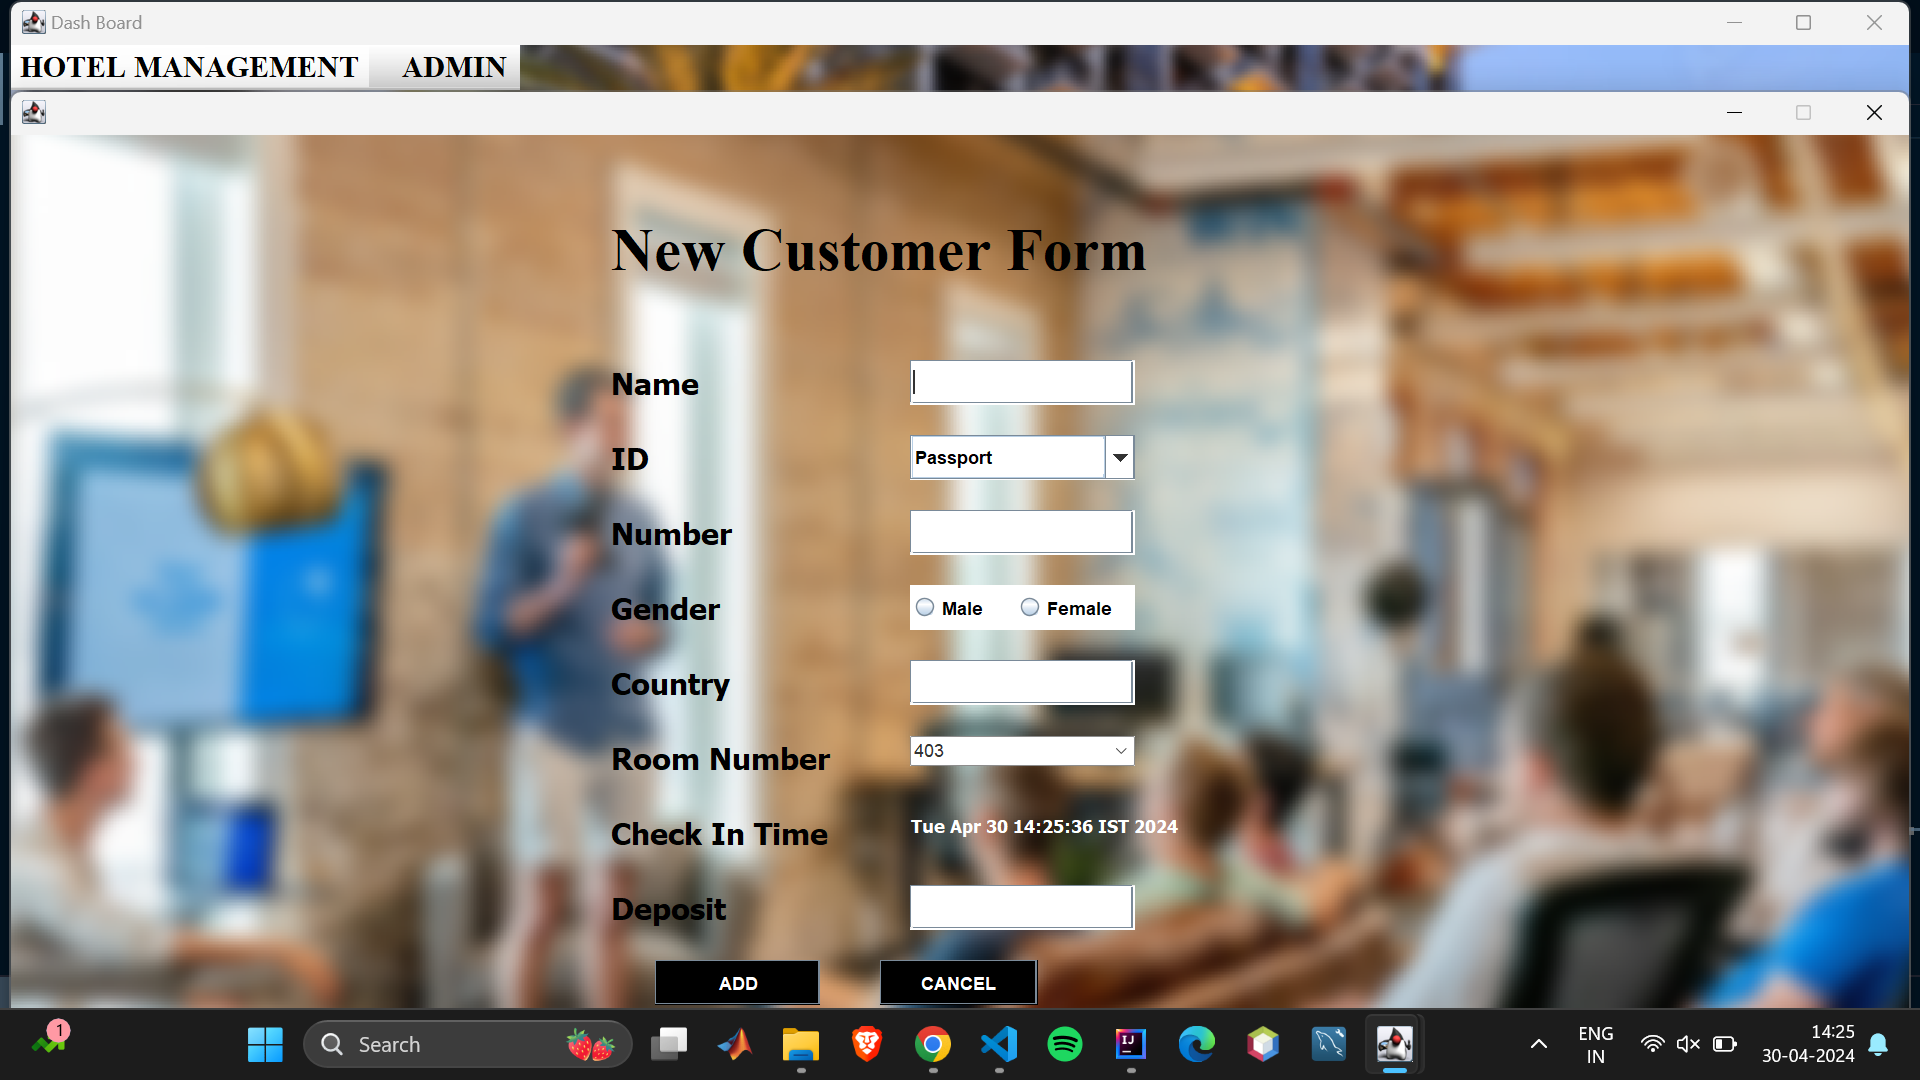 Dash Board
HOTEL MANAGEMENT ADMIN
New Customer Form
Name
ID Passport
Number
Gender Male Female
Country
Room Number 403
Check In Time Tue Apr 30 14:25:36 IST 2024
Deposit
ADD CANCEL
1
Search
IJ
ENG
IN
14:25
30-04-2024